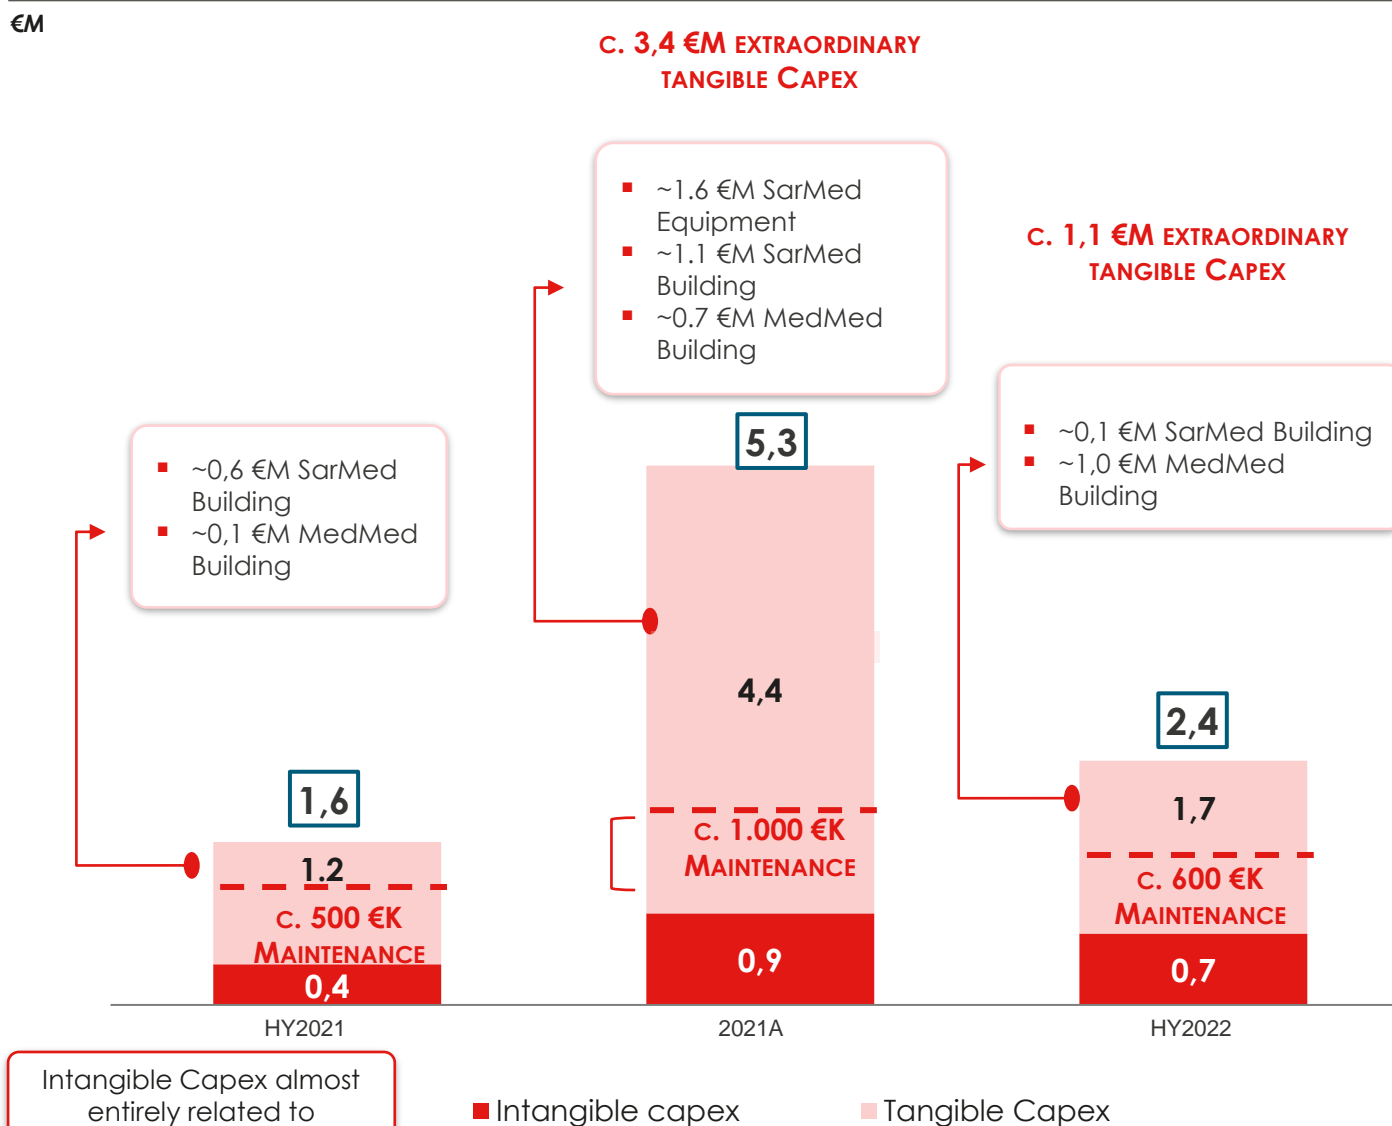 €M
C. 3,4 €M EXTRAORDINARY
TANGIBLE CAPEX
▪ ~1.6 €M SarMed
Equipment
▪ ~1.1 €M SarMed
Building
▪ ~0.7 €M MedMed
Building
C. 1,1 €M EXTRAORDINARY
TANGIBLE CAPEX
▪ ~0,1 €M SarMed Building
▪ ~1,0 €M MedMed
Building
▪ ~0,6 €M SarMed
Building
▪ ~0,1 €M MedMed
Building
5,3
4,4
C. 1.000 €K
MAINTENANCE
0,9
2,4
1,7
C. 600 €K
MAINTENANCE
0,7
1,6
1.2
C. 500 €K
MAINTENANCE
0,4
HY2021
2021A
HY2022
Intangible Capex almost
entirely related to
Intangible capex
Tangible Capex